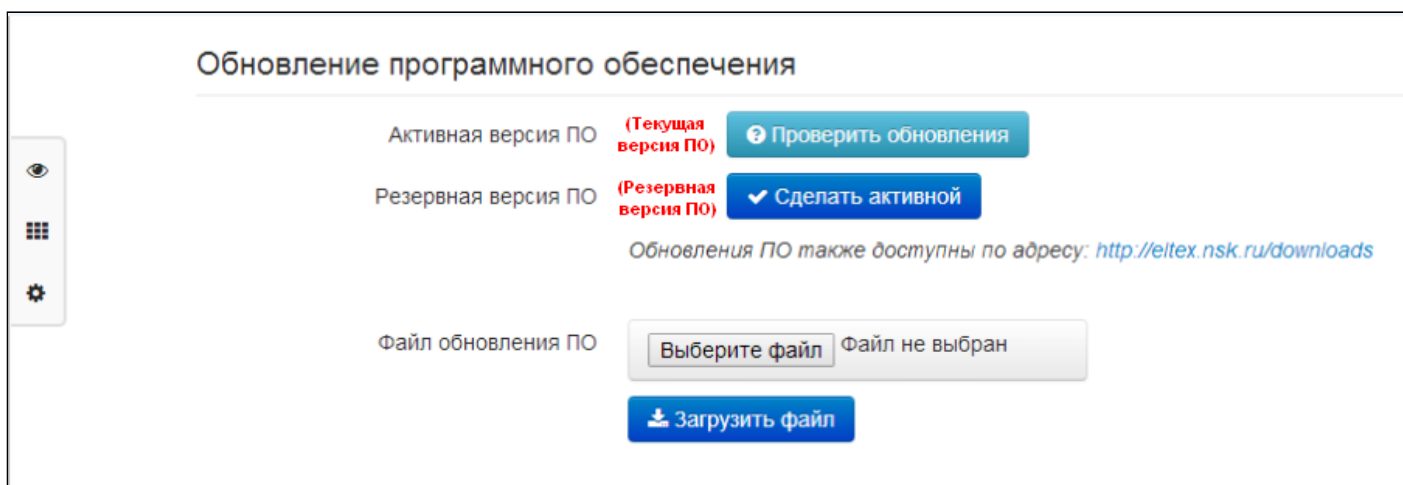 Обновление программного обеспечения
Активная версия ПО (Текущая версия ПО) Проверить обновления
Резервная версия ПО (Резервная версия ПО) Сделать активной
Обновления ПО также доступны по адресу: http://eltex.nsk.ru/downloads
Файл обновления ПО Выберите файл Файл не выбран
Загрузить файл